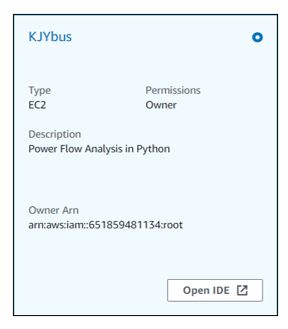 KJYbus
Type Permissions
EC2 Owner
Description
Power Flow Analysis in Python
Owner Arn
arn:aws:iam::651859481134:root
Open IDE